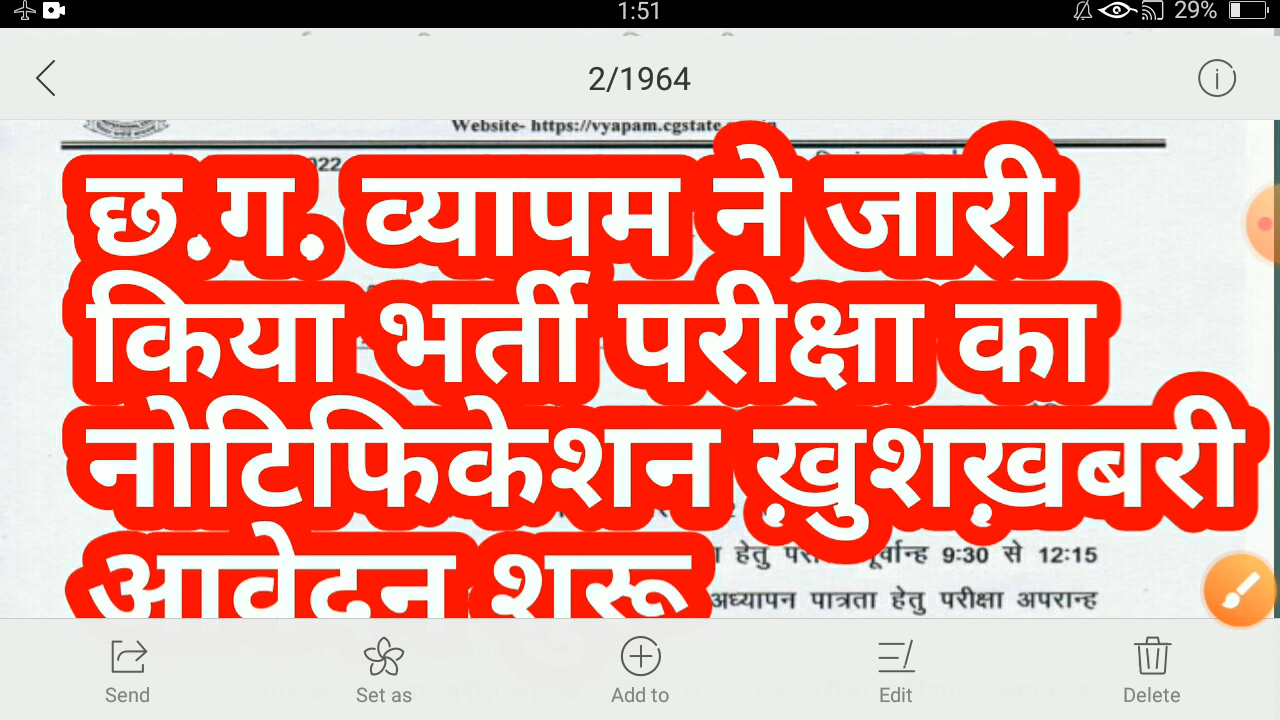 1:51
29%
2/1964
Website- https://vyapam.cgstate
022
छ.ग. व्यापम ने जारी
किया भर्ती परीक्षा का
नोटिफिकेशन ख़ुशख़बरी
आवेदन शुरू
हेतु
9:30 से 12:15
अध्यापन पात्रता हेतु परीक्षा अपरान्ह
Send
Set as
Add to
Edit
Delete